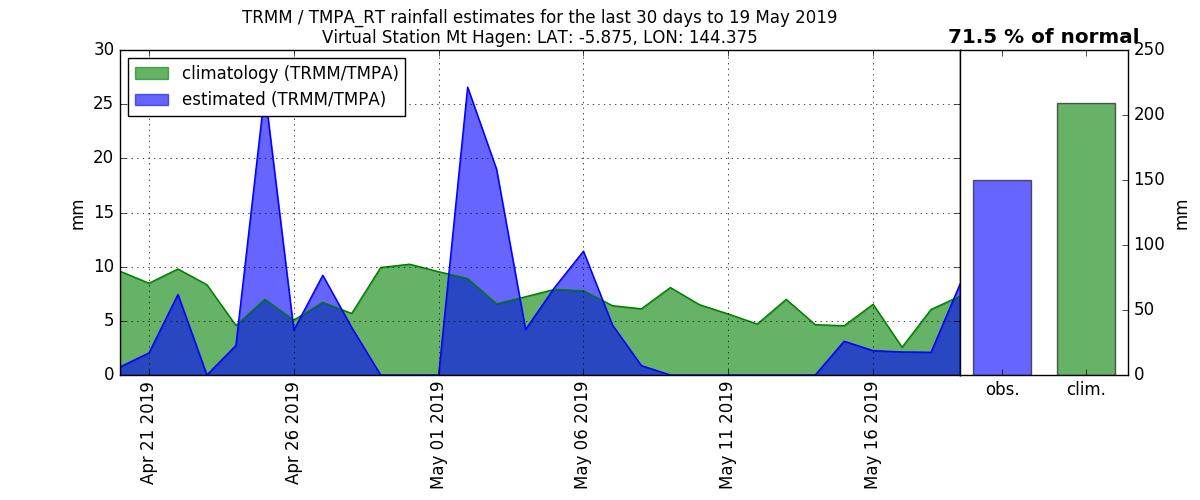 TRMM / TMPA_RT rainfall estimates for the last 30 days to 19 May 2019
Virtual Station Mt Hagen: LAT: -5.875, LON: 144.375
71.5 % of normal
climatology (TRMM/TMPA)
estimated (TRMM/TMPA)
30
25
20
15
10
5
0
mm
Apr 21 2019
Apr 26 2019
May 01 2019
May 06 2019
May 11 2019
May 16 2019
obs.
clim.
250
200
150
100
50
0
mm